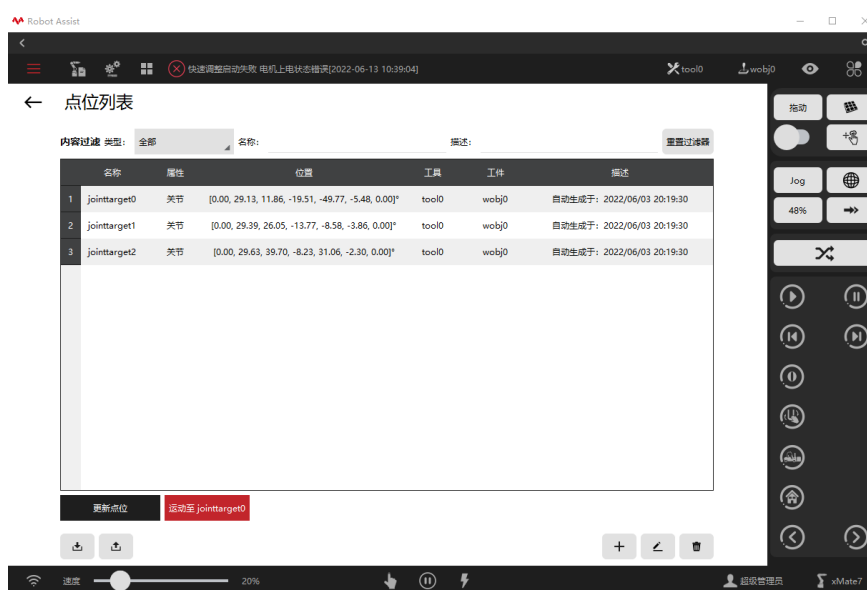 Robot Assist
快速调整启动失败 电机上电状态错误[2022-06-13 10:39:04]
tool0
wobj0
点位列表
拖动
内容过滤 类型: 全部 名称: 描述: 重置过滤器
名称 属性 位置 工具 工件 描述
1 jointtarget0 关节 [0.00, 29.13, 11.86, -19.51, -49.77, -5.48, 0.00]° tool0 wobj0 自动生成于: 2022/06/03 20:19:30
2 jointtarget1 关节 [0.00, 29.39, 26.05, -13.77, -8.58, -3.86, 0.00]° tool0 wobj0 自动生成于: 2022/06/03 20:19:30
3 jointtarget2 关节 [0.00, 29.63, 39.70, -8.23, 31.06, -2.30, 0.00]° tool0 wobj0 自动生成于: 2022/06/03 20:19:30
Jog
48%
更新点位
运动至 jointtarget0
速度 20% 超级管理员 xMate7